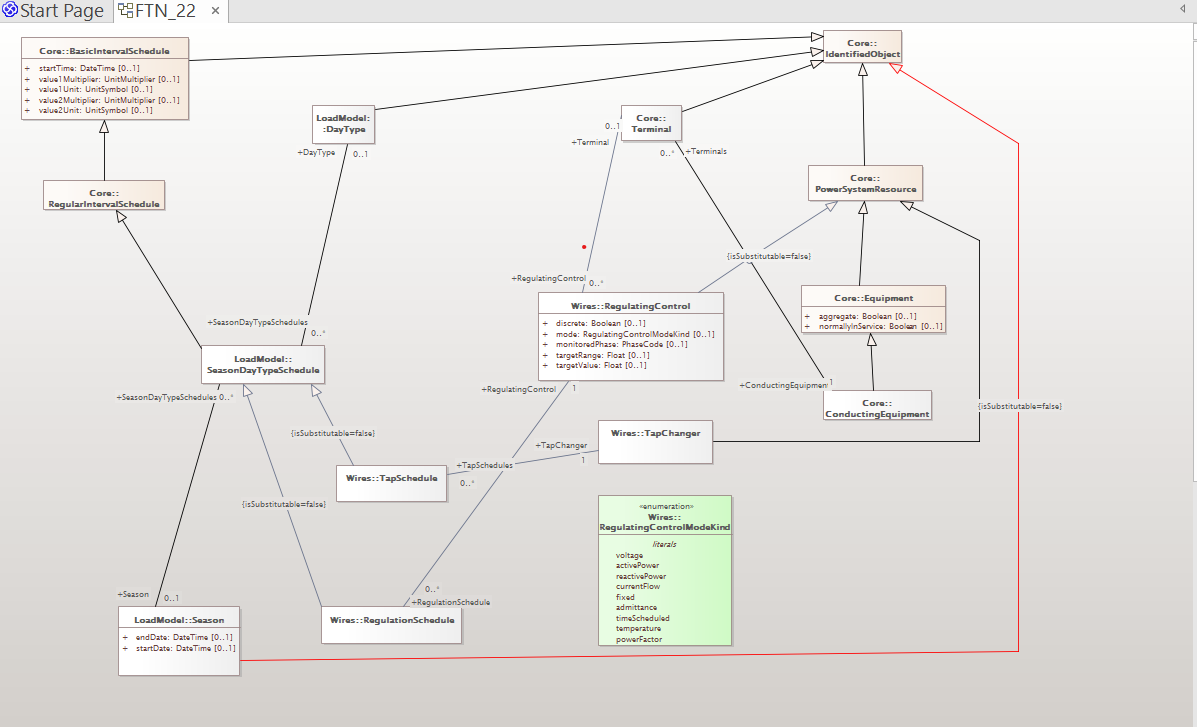 Start Page
FTN_22
Core::BasicIntervalSchedule
+ startTime: DateTime [0..1]
+ value1Multiplier: UnitMultiplier [0..1]
+ value1Unit: UnitSymbol [0..1]
+ value2Multiplier: UnitMultiplier [0..1]
+ value2Unit: UnitSymbol [0..1]
Core::
IdentifiedObject
LoadModel:
:DayType
+DayType
0..1
Core::
Terminal
0..1
+Terminal
0..*
+Terminals
Core::
RegularIntervalSchedule
Core::
PowerSystemResource
{isSubstitutable=false}
+RegulatingControl
0..*
Wires::RegulatingControl
+ discrete: Boolean [0..1]
+ mode: RegulatingControlModeKind [0..1]
+ monitoredPhase: PhaseCode [0..1]
+ targetRange: Float [0..1]
+ targetValue: Float [0..1]
Core::Equipment
+ aggregate: Boolean [0..1]
+ normallyInService: Boolean [0..1]
+SeasonDayTypeSchedules
0..*
LoadModel::
SeasonDayTypeSchedule
+SeasonDayTypeSchedules 0..*
+RegulatingControl
1
+ConductingEquipment
1
Core::
ConductingEquipment
{isSubstitutable=false}
{isSubstitutable=false}
+TapChanger
1
Wires::TapChanger
+TapSchedules
0..*
Wires::TapSchedule
{isSubstitutable=false}
«enumeration»
Wires::
RegulatingControlModeKind
literals
voltage
activePower
reactivePower
currentFlow
fixed
admittance
timeScheduled
temperature
powerFactor
+Season
0..1
LoadModel::Season
+ endDate: DateTime [0..1]
+ startDate: DateTime [0..1]
0..*
+RegulationSchedule
Wires::RegulationSchedule